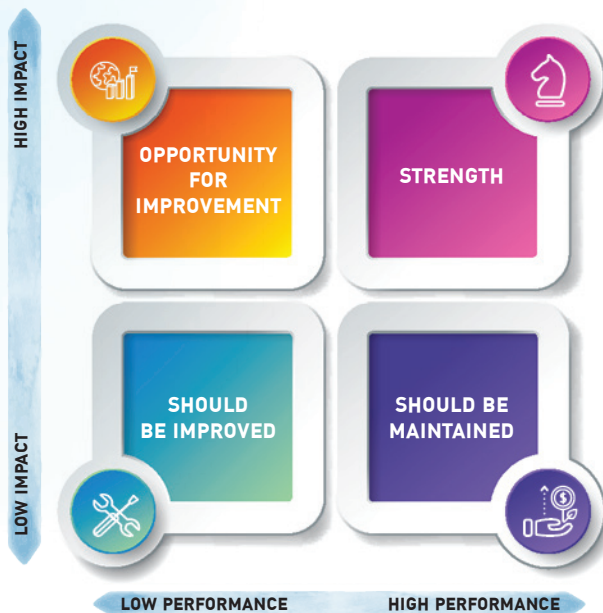 HIGH IMPACT
OPPORTUNITY
FOR
IMPROVEMENT
STRENGTH
SHOULD
BE IMPROVED
SHOULD BE
MAINTAINED
$
LOW IMPACT
LOW PERFORMANCE
HIGH PERFORMANCE